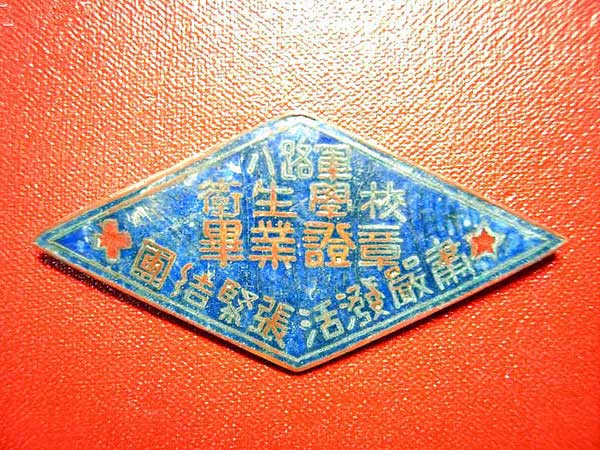 八路軍
衛生學校
畢業證章
團結緊張活潑嚴肅